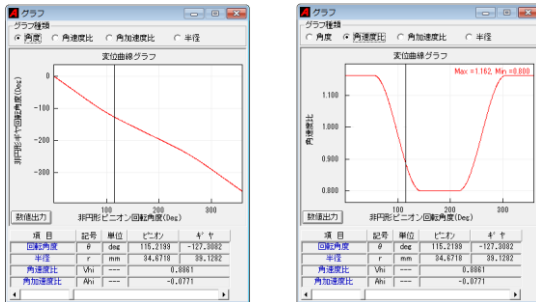 グラフ
グラフ種類
角度 角速度比 角加速度比 半径
変位曲線グラフ
非円形ギヤ回転角度(Deg)
0
-100
-200
-300
100 200 300
数値出力 非円形ピニオン回転角度(Deg)
項 目 記号 単位 ピニオン ギ ヤ
回転角度 θ deg 115.2199 -127.3082
半径 r mm 34.6718 39.1282
角速度比 Vhi --- 0.8861
角加速度比 Ahi --- -0.0771
グラフ
グラフ種類
角度 角速度比 角加速度比 半径
変位曲線グラフ
Max =1.162, Min =0.800
角速度比
1.100
1.000
0.900
0.800
100 200 300
数値出力 非円形ピニオン回転角度(Deg)
項 目 記号 単位 ピニオン ギ ヤ
回転角度 θ deg 115.2199 -127.3082
半径 r mm 34.6718 39.1282
角速度比 Vhi --- 0.8861
角加速度比 Ahi --- -0.0771